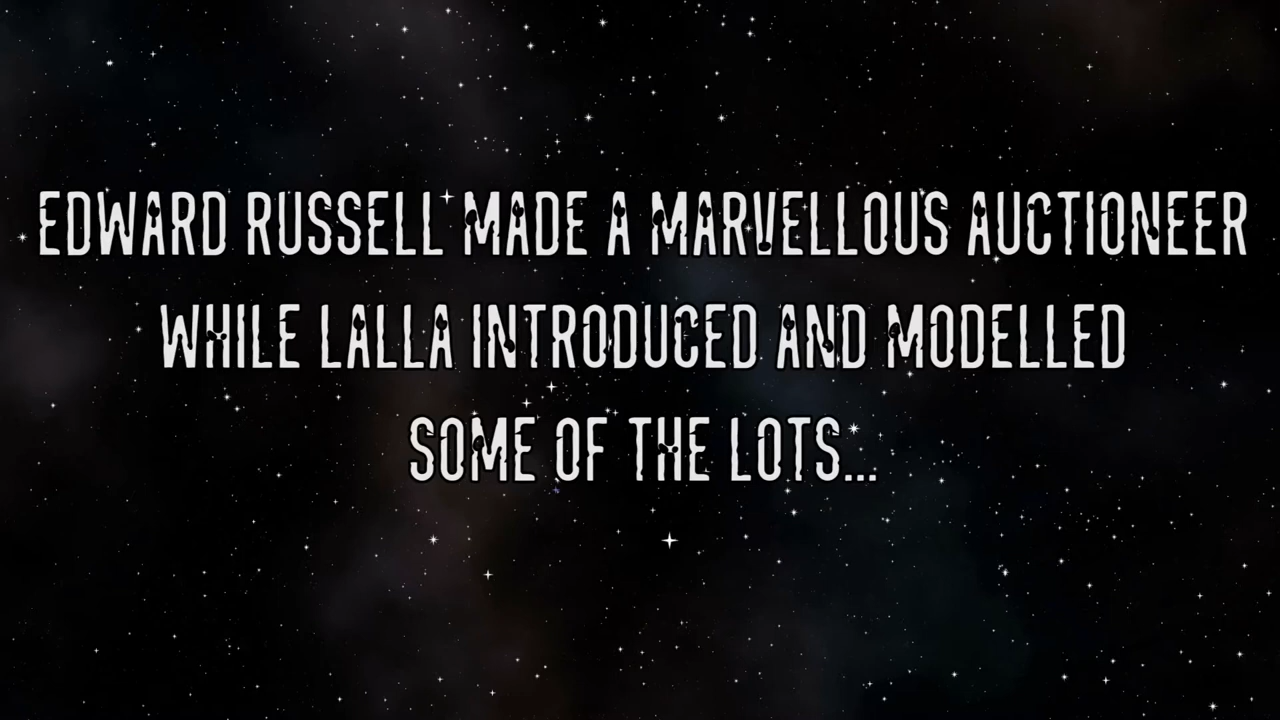 EDWARD RUSSELL MADE A MARVELLOUS AUCTIONEER
WHILE LALLA INTRODUCED AND MODELLED
SOME OF THE LOTS...